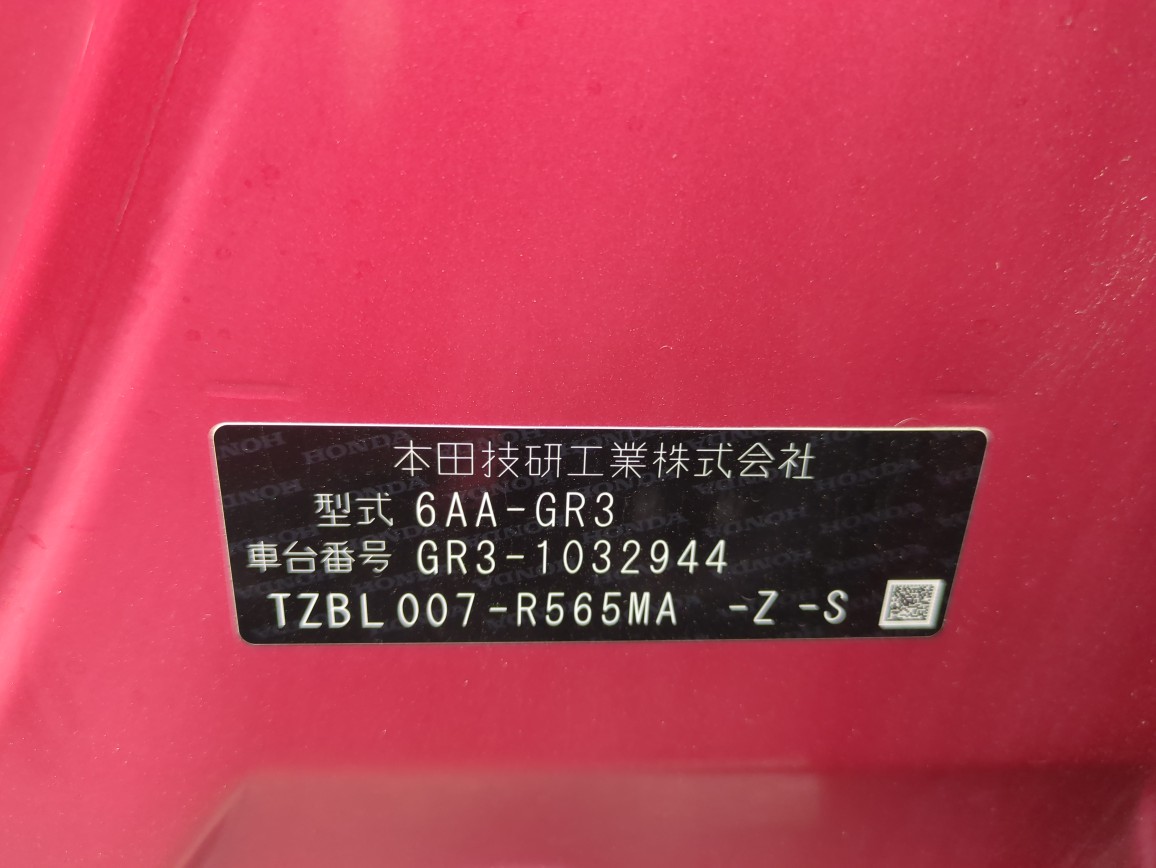 本田技研工業株式会社
型式 6AA-GR3
車台番号 GR3-1032944
TZBL007-R565MA -Z -S